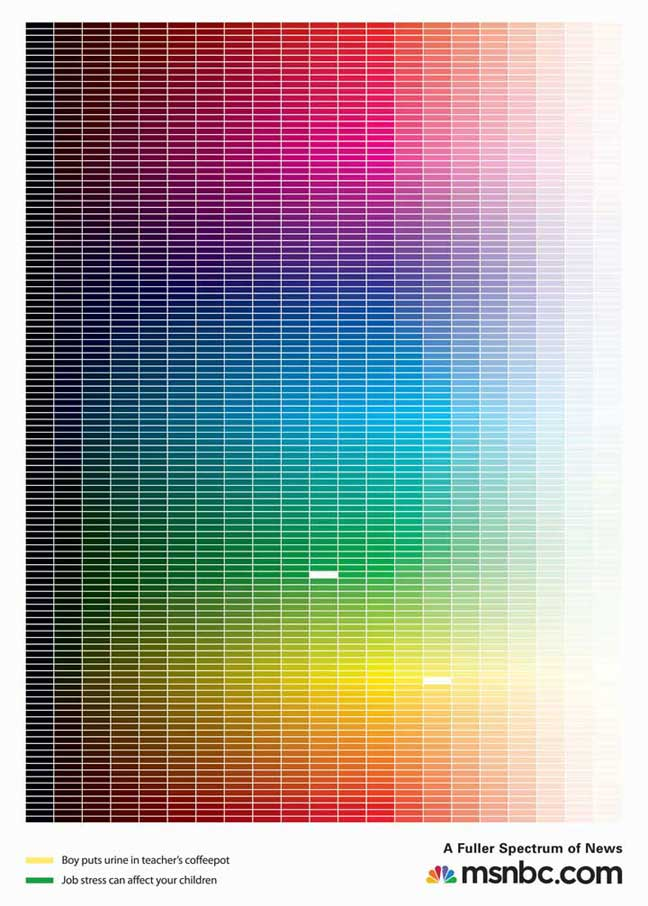 A Fuller Spectrum of News
msnbc.com
Boy puts urine in teacher's coffeepot
Job stress can affect your children